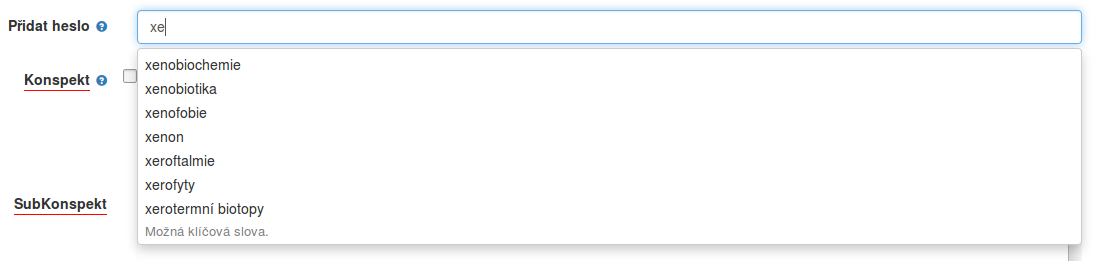 Přidat heslo
xe
xenobiochemie
Konspekt
xenobiotika
xenofobie
xenon
xeroftalmie
xerofyty
SubKonspekt
xerotermní biotopy
Možná klíčová slova.